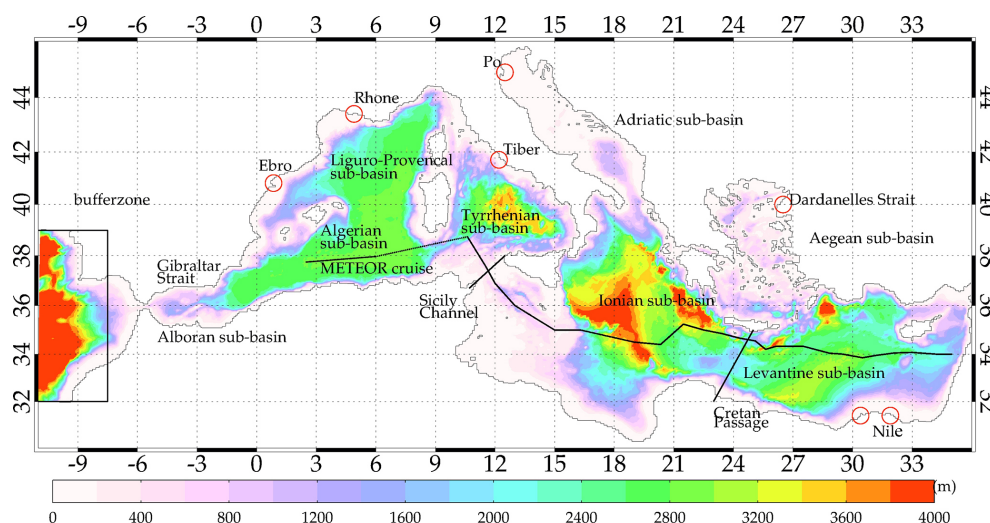 -9 -6 -3 0 3 6 9 12 15 18 21 24 27 30 33
Po
44 44
Rhone
Adriatic sub-basin
42 42
Tiber
Liguro-Provencal
sub-basin
Ebro
bufferzone
40 40
Dardanelles Strait
Tyrrhenian
sub-basin
Algerian
sub-basin
Aegean sub-basin
38 38
Gibraltar
Strait
METEOR cruise
36 36
Sicily
Channel
Ionian sub-basin
Alboran sub-basin
34 34
Levantine sub-basin
32 32
Cretan
Passage
Nile
-9 -6 -3 0 3 6 9 12 15 18 21 24 27 30 33
(m)
0 400 800 1200 1600 2000 2400 2800 3200 3600 4000